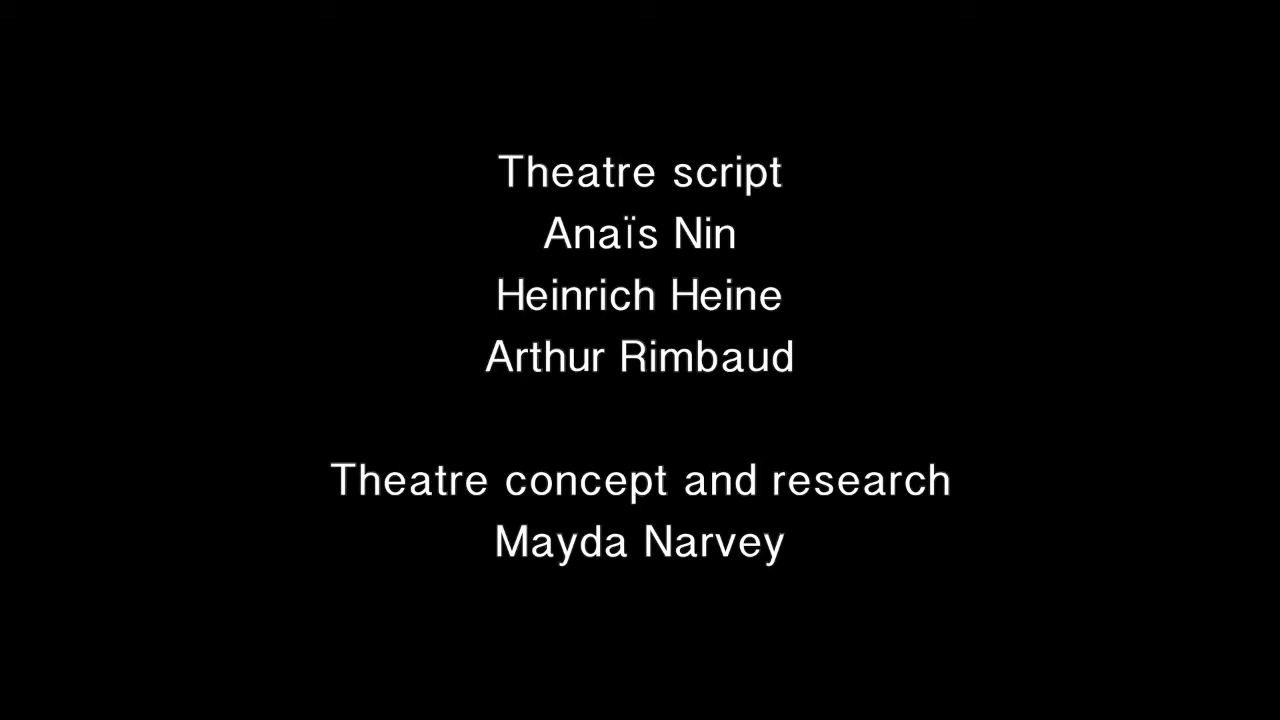 Theatre script
Anaïs Nin
Heinrich Heine
Arthur Rimbaud
Theatre concept and research
Mayda Narvey